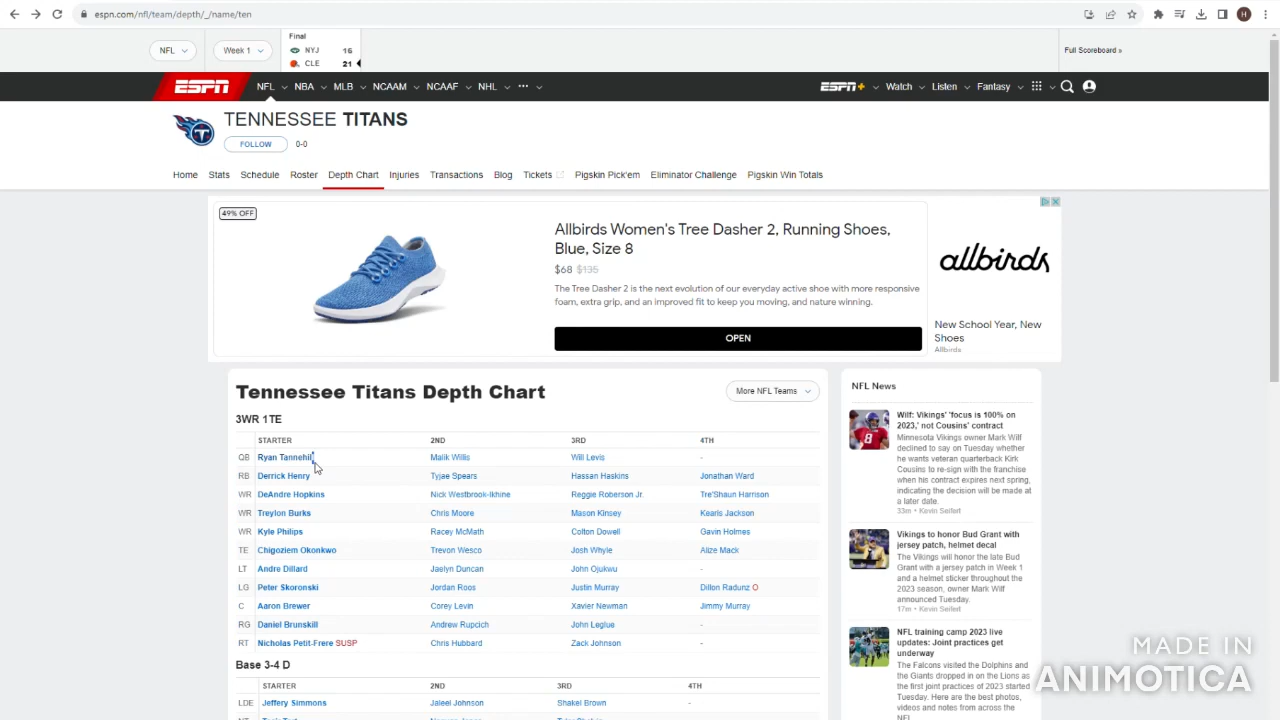 espn.com/nfl/team/depth/_/name/ten
H
NFL
Week 1
Final
NYJ 16
CLE 21
Full Scoreboard »
ESPN NFL NBA MLB NCAAM NCAAF NHL ••• ESPN+ Watch Listen Fantasy
TENNESSEE TITANS
FOLLOW 0-0
Home Stats Schedule Roster Depth Chart Injuries Transactions Blog Tickets Pigskin Pick'em Eliminator Challenge Pigskin Win Totals
49% OFF
Allbirds Women's Tree Dasher 2, Running Shoes,
Blue, Size 8
$68 $135
The Tree Dasher 2 is the next evolution of our everyday active shoe with more responsive
foam, extra grip, and an improved fit to keep you moving, and nature winning.
OPEN
allbirds
New School Year, New
Shoes
Allbirds
Tennessee Titans Depth Chart
More NFL Teams
3WR 1TE
STARTER 2ND 3RD 4TH
QB Ryan Tannehill Malik Willis Will Levis -
RB Derrick Henry Tyjae Spears Hassan Haskins Jonathan Ward
WR DeAndre Hopkins Nick Westbrook-Ikhine Reggie Roberson Jr. Tre'Shaun Harrison
WR Treylon Burks Chris Moore Mason Kinsey Kearis Jackson
WR Kyle Philips Racey McMath Colton Dowell Gavin Holmes
TE Chigoziem Okonkwo Trevon Wesco Josh Whyle Alize Mack
LT Andre Dillard Jaelyn Duncan John Ojukwu -
LG Peter Skoronski Jordan Roos Justin Murray Dillon Radunz O
C Aaron Brewer Corey Levin Xavier Newman Jimmy Murray
RG Daniel Brunskill Andrew Rupcich John Leglue -
RT Nicholas Petit-Frere SUSP Chris Hubbard Zack Johnson -
Base 3-4 D
STARTER 2ND 3RD 4TH
LDE Jeffery Simmons Jaleel Johnson Shakel Brown -
NFL News
Wilf: Vikings' 'focus is 100% on
2023,' not Cousins' contract
Minnesota Vikings owner Mark Wilf
declined to say on Tuesday whether
he wants veteran quarterback Kirk
Cousins to re-sign with the franchise
when his contract expires next spring,
indicating the decision will be made at
a later date.
33m • Kevin Seifert
Vikings to honor Bud Grant with
jersey patch, helmet decal
The Vikings will honor the late Bud
Grant with a jersey patch in Week 1
and a helmet sticker throughout the
2023 season, owner Mark Wilf
announced Tuesday.
17m • Kevin Seifert
NFL training camp 2023 live
updates: Joint practices get
underway
The Falcons visited the Dolphins and
the Giants dropped in on the Lions as
the first joint practices of 2023 started
Tuesday. Here are the best photos,
videos and notes from across the
NFL
MADE IN
ANIMOTICA